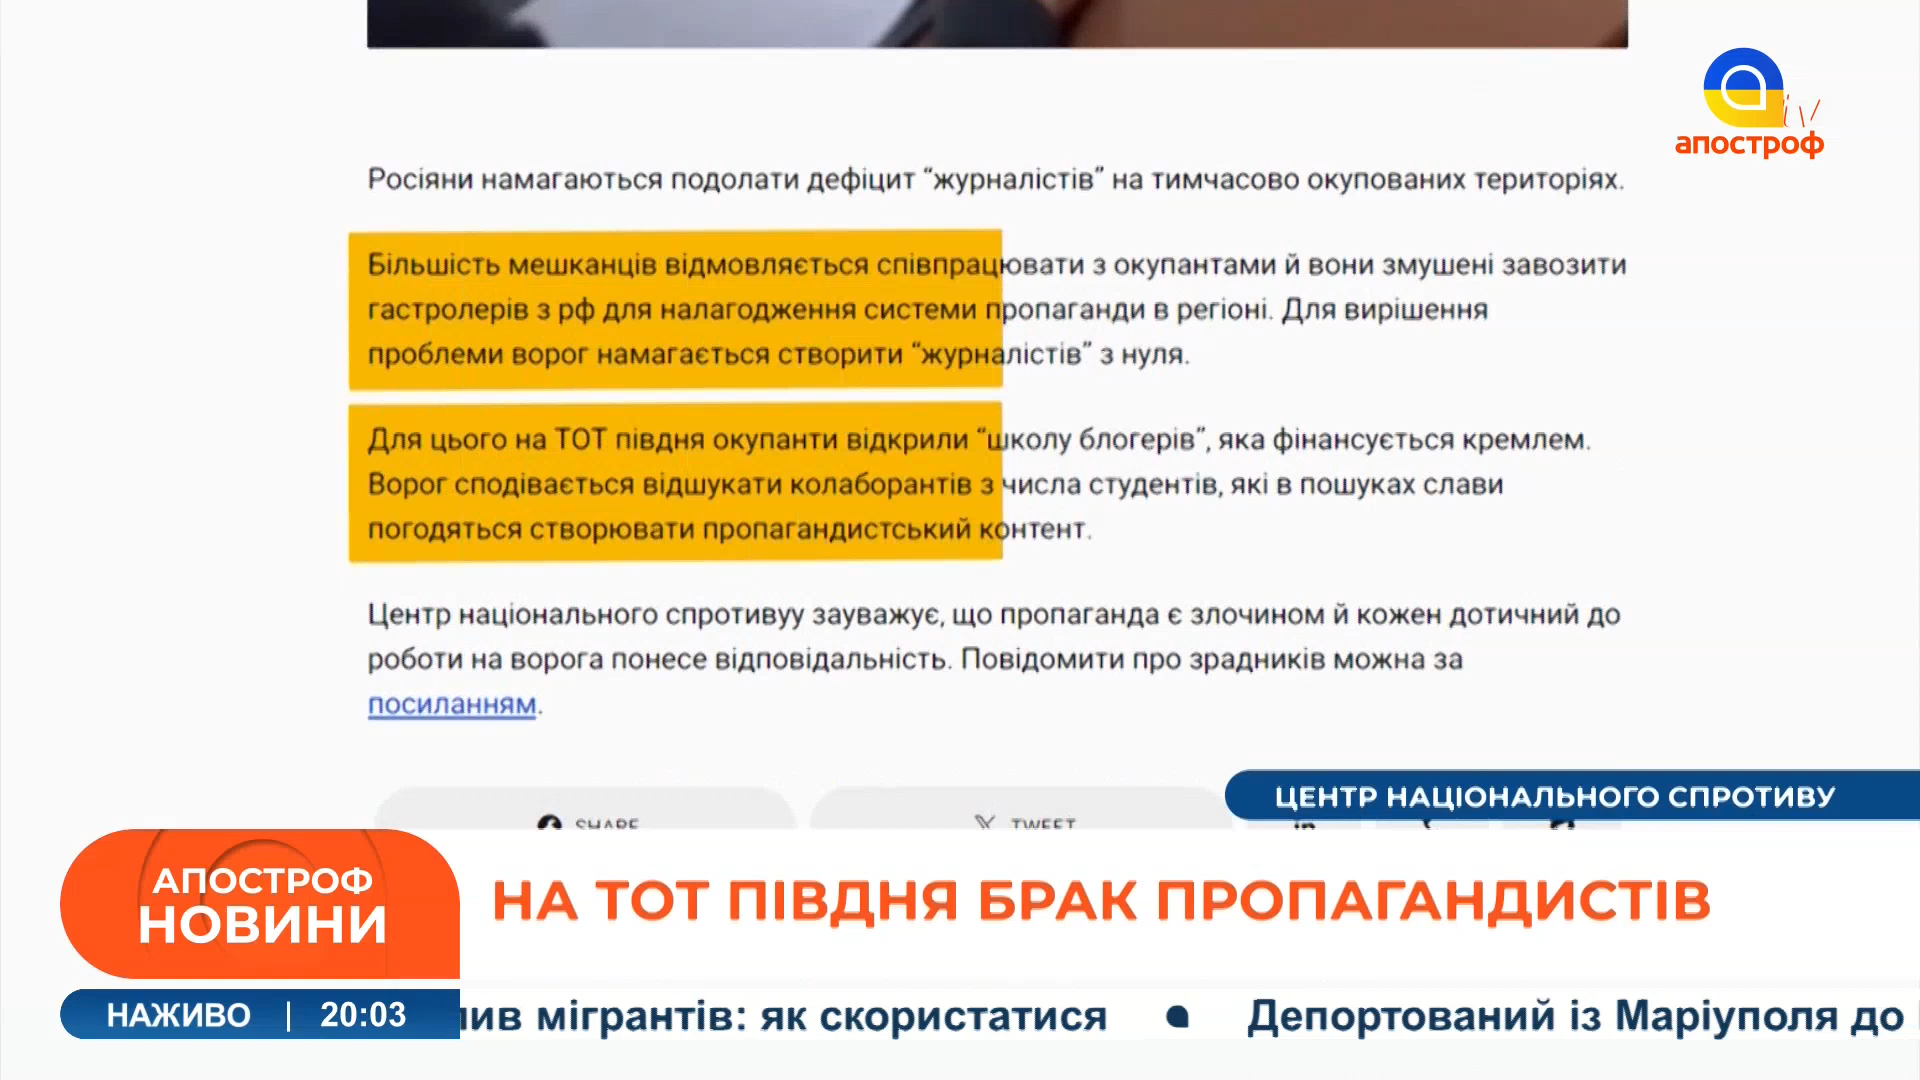 tv
апостроф
Росіяни намагаються подолати дефіцит “журналістів” на тимчасово окупованих територіях.
Більшість мешканців відмовляється співпрацювати з окупантами й вони змушені завозити
гастролерів з рф для налагодження системи пропаганди в регіоні. Для вирішення
проблеми ворог намагається створити “журналістів” з нуля.
Для цього на ТОТ півдня окупанти відкрили “школу блогерів”, яка фінансується кремлем.
Ворог сподівається відшукати колаборантів з числа студентів, які в пошуках слави
погодяться створювати пропагандистський контент.
Центр національного спротивуу зауважує, що пропаганда є злочином й кожен дотичний до
роботи на ворога понесе відповідальність. Повідомити про зрадників можна за
посиланням.
SHARE
TWEET
ЦЕНТР НАЦІОНАЛЬНОГО СПРОТИВУ
АПОСТРОФ
НОВИНИ
НА ТОТ ПІВДНЯ БРАК ПРОПАГАНДИСТІВ
НАЖИВО | 20:03
мігрантів: як скористатися
Депортований із Маріуполя до